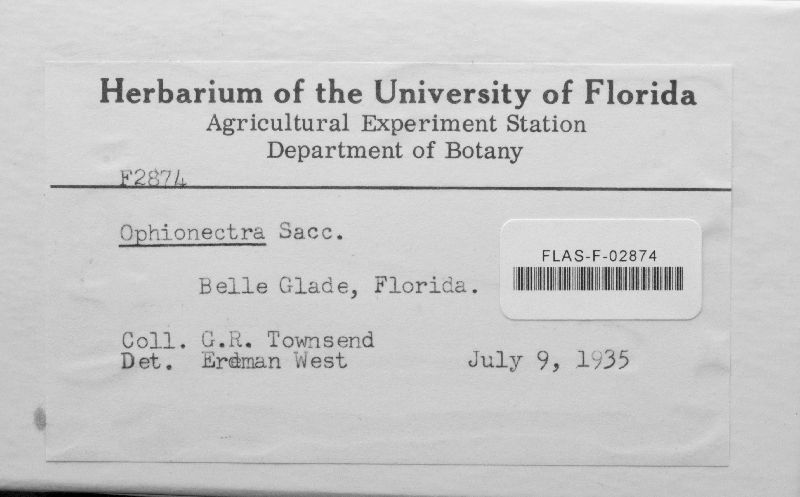 Herbarium of the University of Florida
Agricultural Experiment Station
Department of Botany
F2874
Ophionectra Sacc.
FLAS-F-02874
Belle Glade, Florida.
Coll. G.R. Townsend
Det. Erdman West July 9, 1935